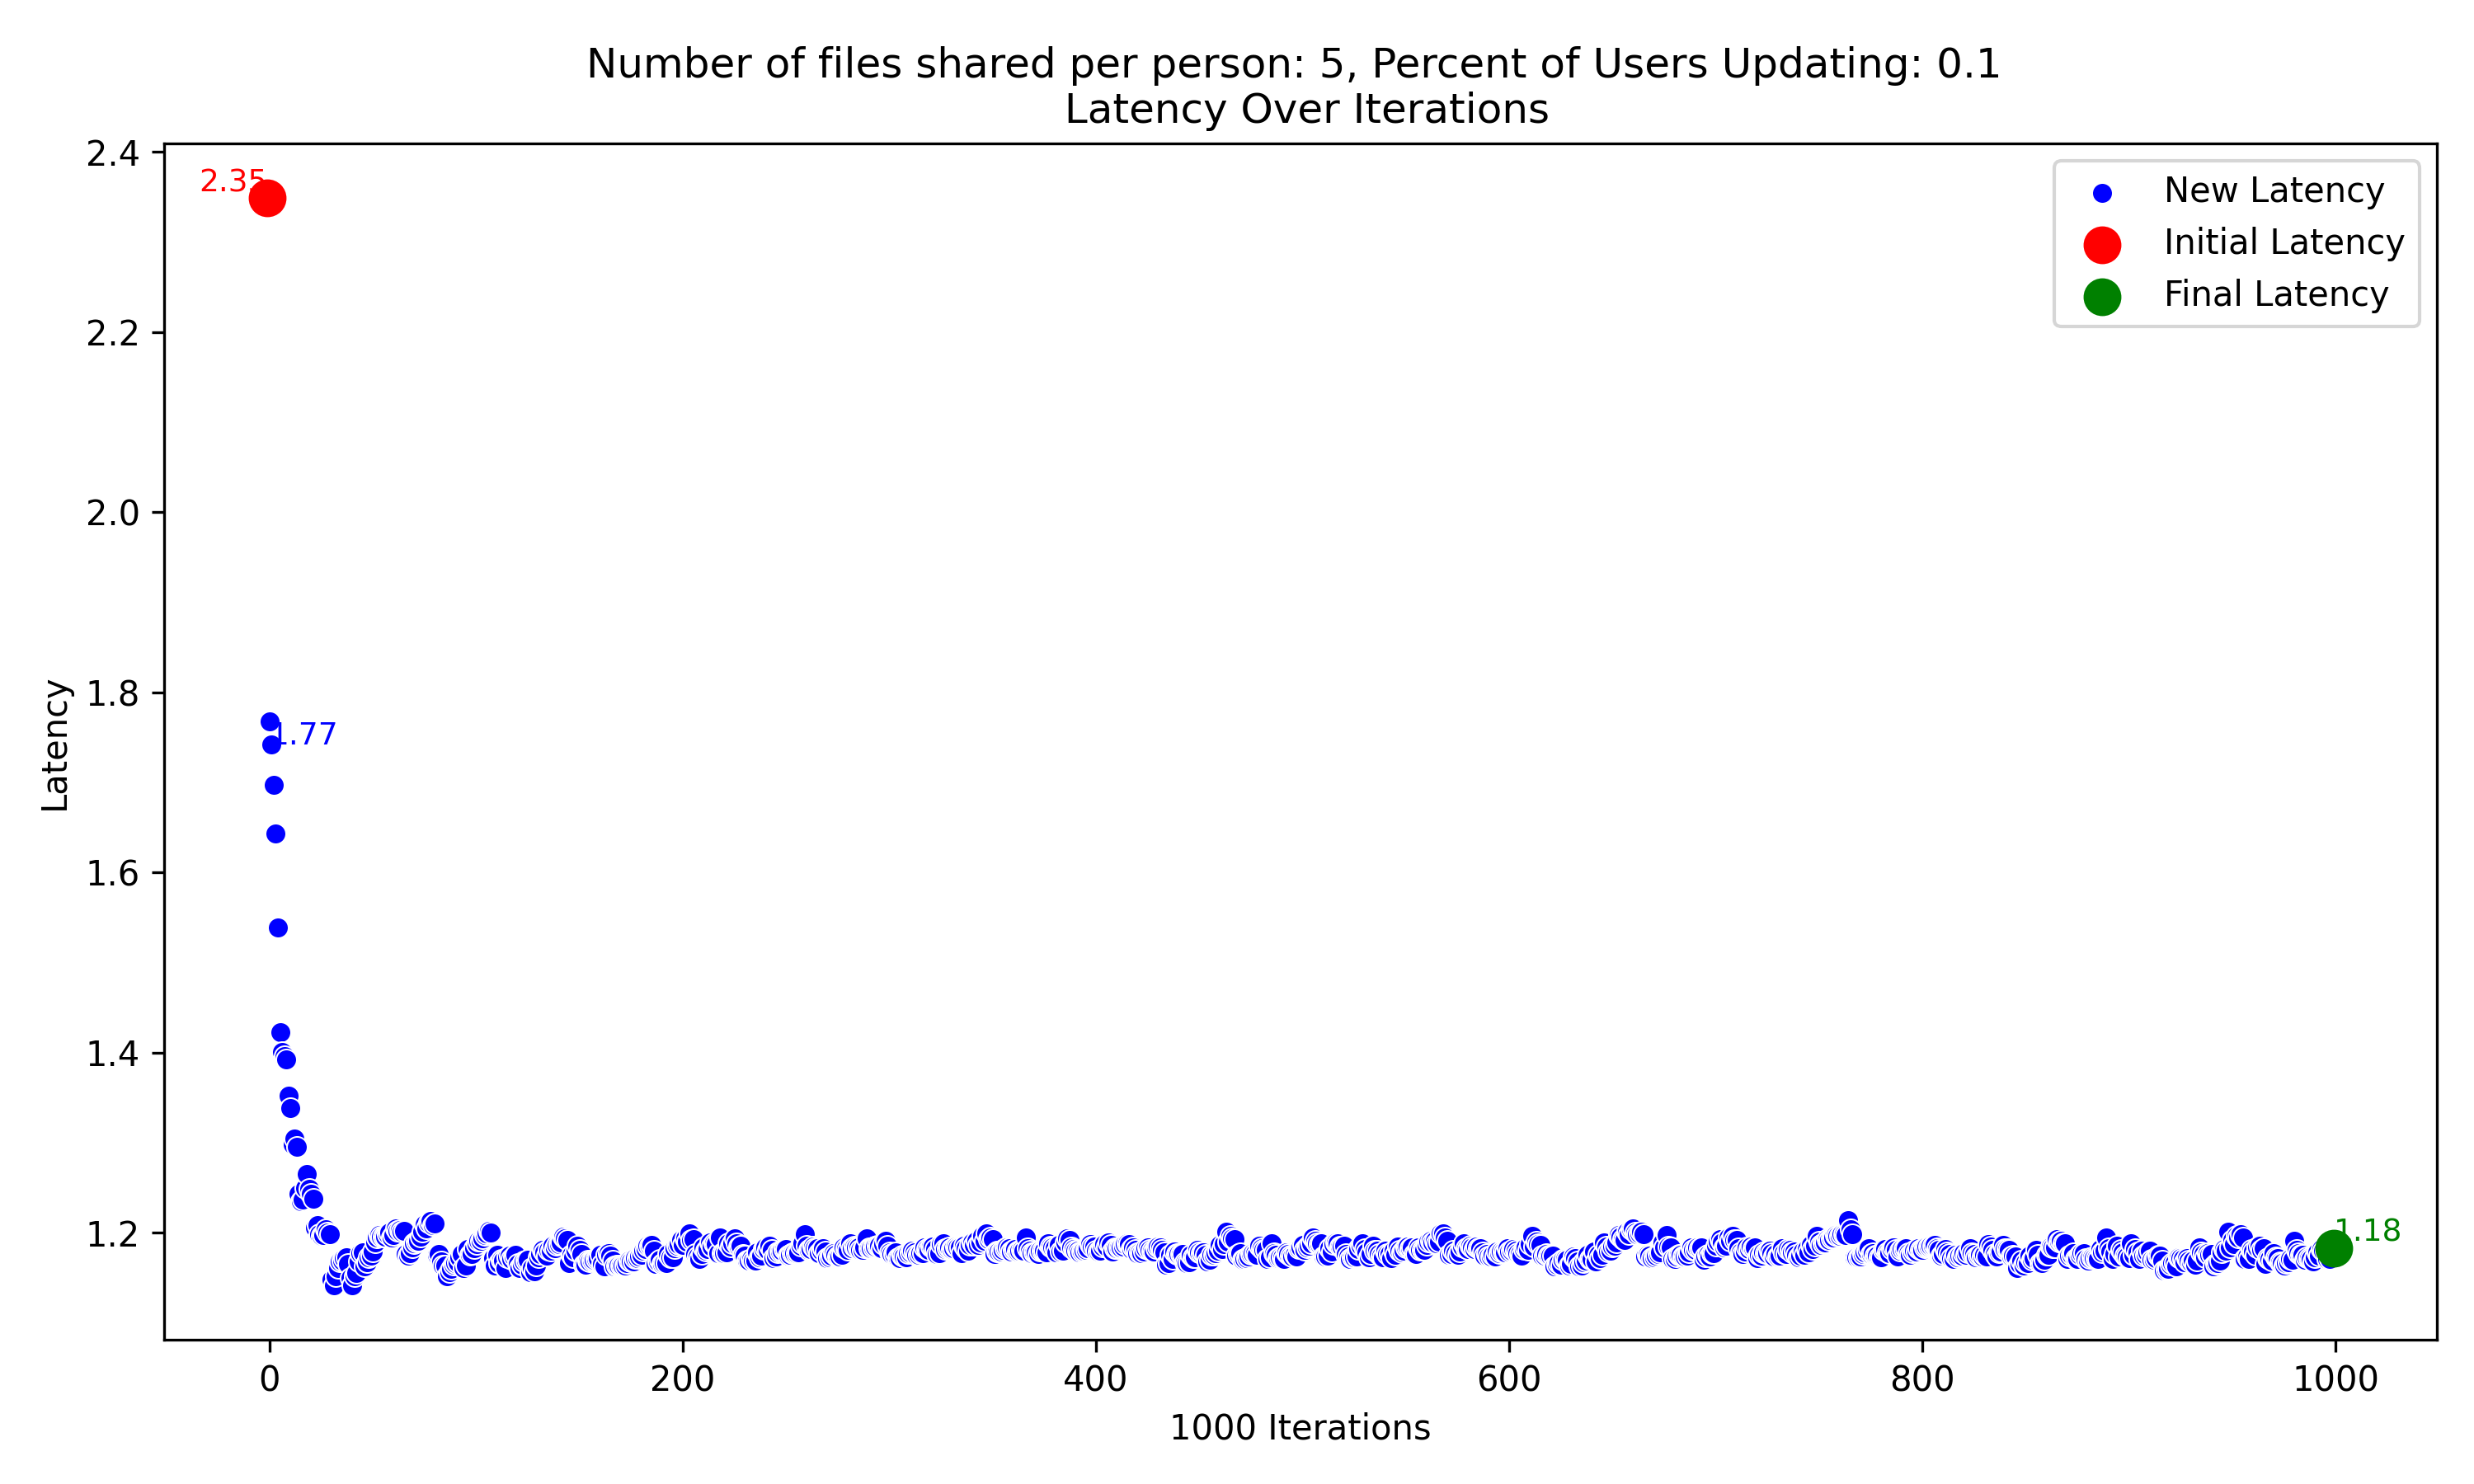 Number of files shared per person: 5, Percent of Users Updating: 0.1
Latency Over Iterations
2.4
2.35
New Latency
Initial Latency
Final Latency
2.2
2.0
1.8
1.77
1.6
1.4
1.2
1.18
Latency
0
200
400
600
800
1000
1000 Iterations